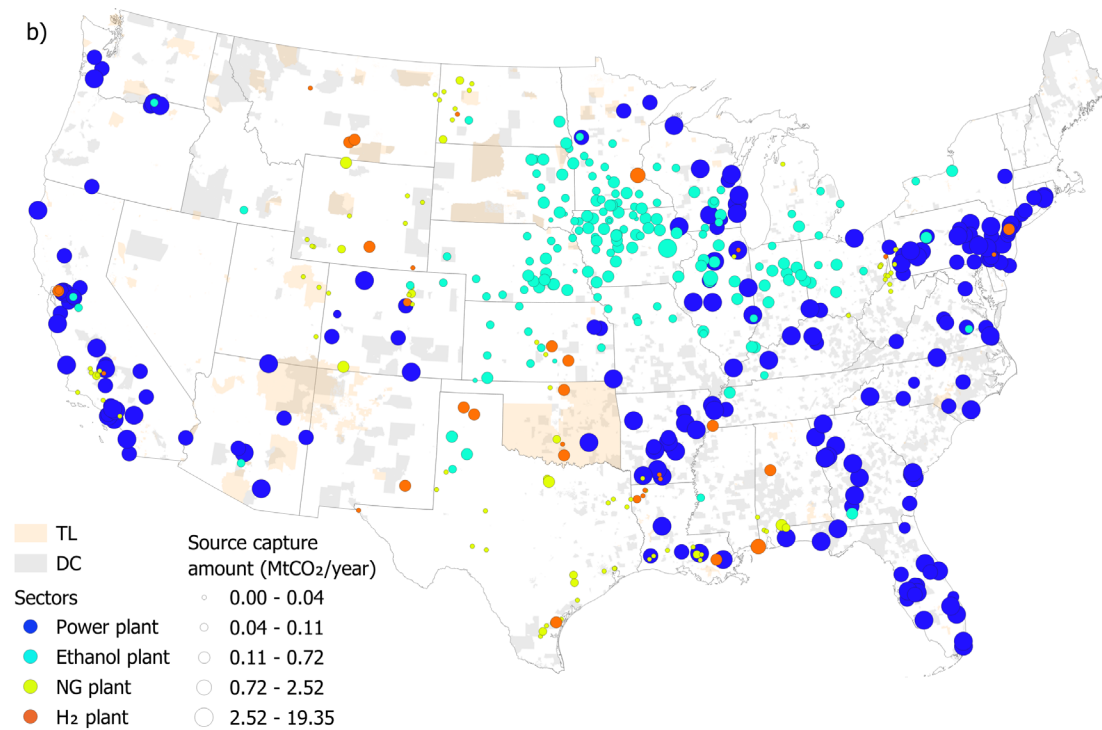 b)
TL
DC
Sectors
Power plant
Ethanol plant
NG plant
H₂ plant
Source capture
amount (MtCO₂/year)
0.00 - 0.04
0.04 - 0.11
0.11 - 0.72
0.72 - 2.52
2.52 - 19.35